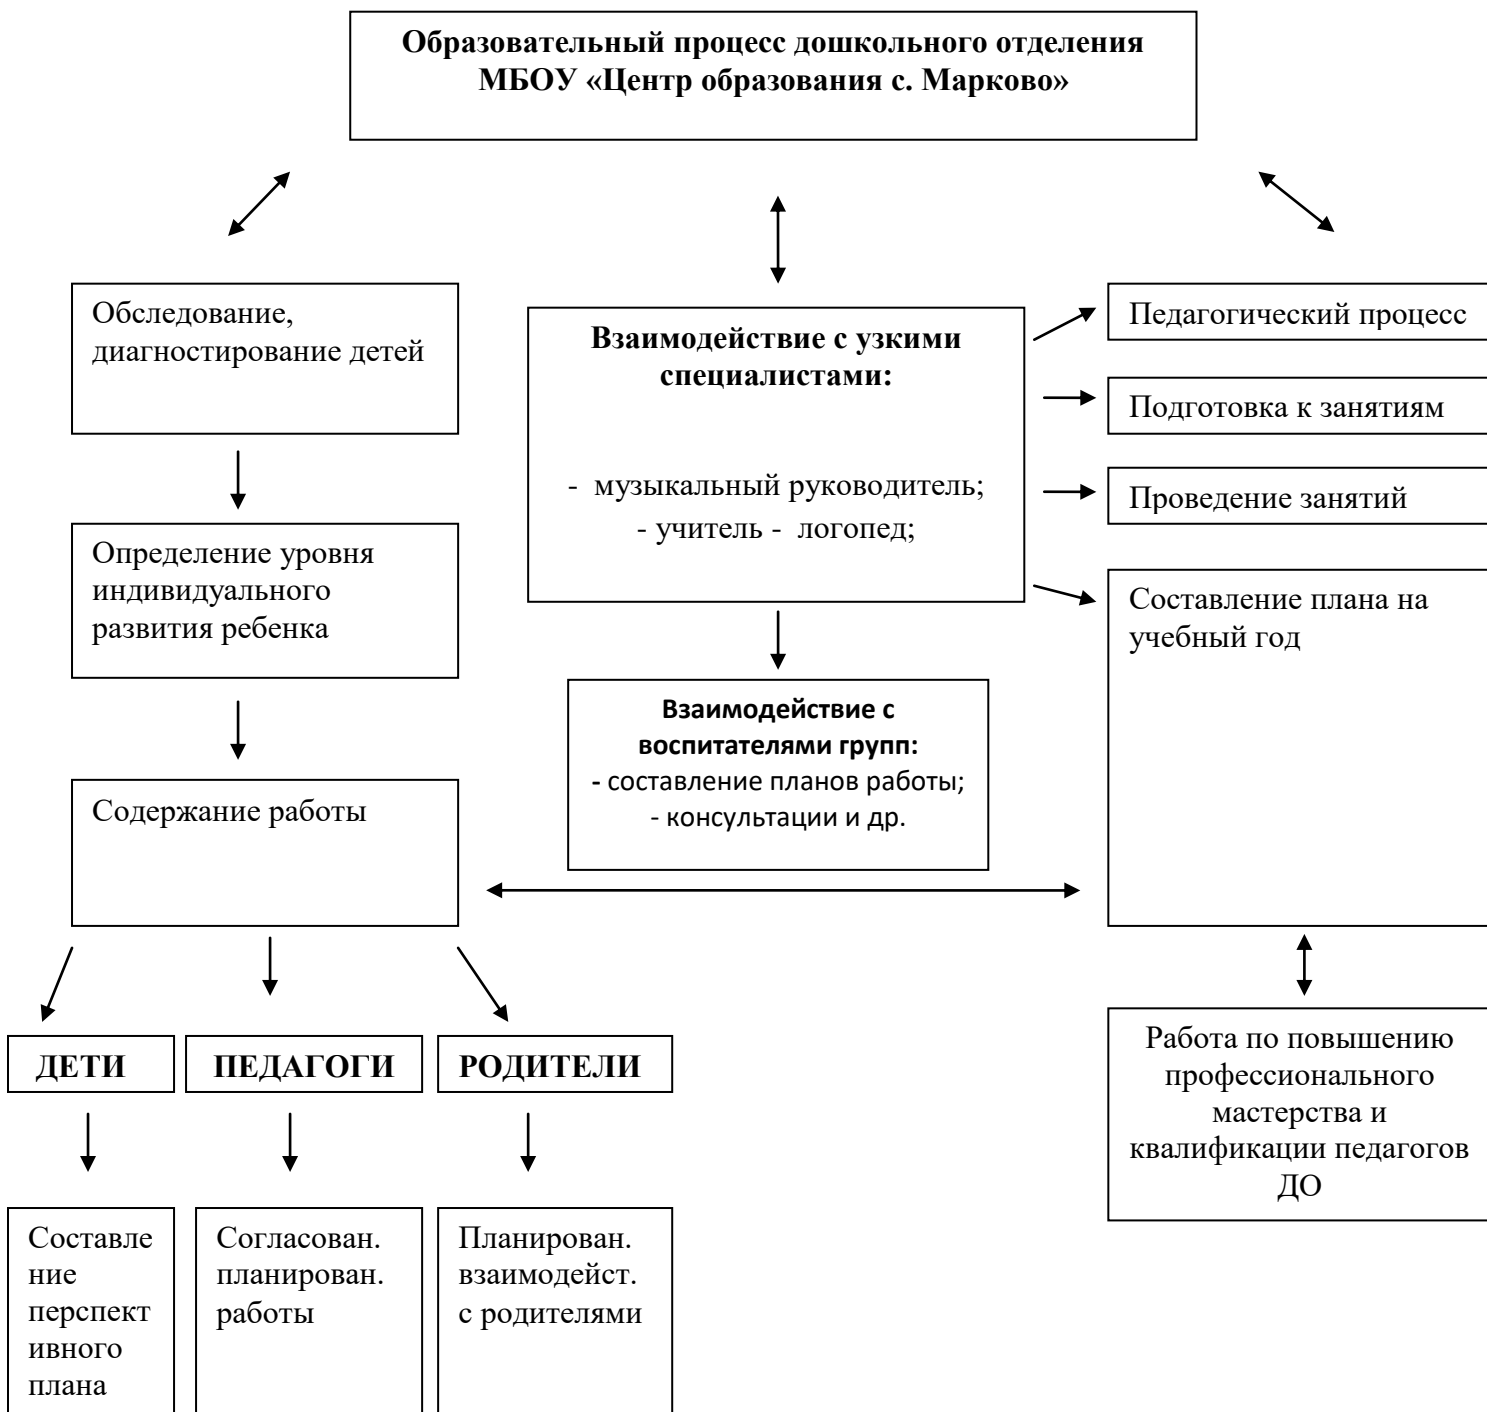 Образовательный процесс дошкольного отделения
МБОУ «Центр образования с. Марково»
Обследование,
диагностирование детей
Взаимодействие с узкими
специалистами:
- музыкальный руководитель;
- учитель - логопед;
Педагогический процесс
Подготовка к занятиям
Проведение занятий
Определение уровня
индивидуального
развития ребенка
Составление плана на
учебный год
Взаимодействие с
воспитателями групп:
- составление планов работы;
- консультации и др.
Содержание работы
ДЕТИ
ПЕДАГОГИ
РОДИТЕЛИ
Работа по повышению
профессионального
мастерства и
квалификации педагогов
ДО
Составле
ние
перспект
ивного
плана
Согласован.
планирован.
работы
Планирован.
взаимодейст.
с родителями